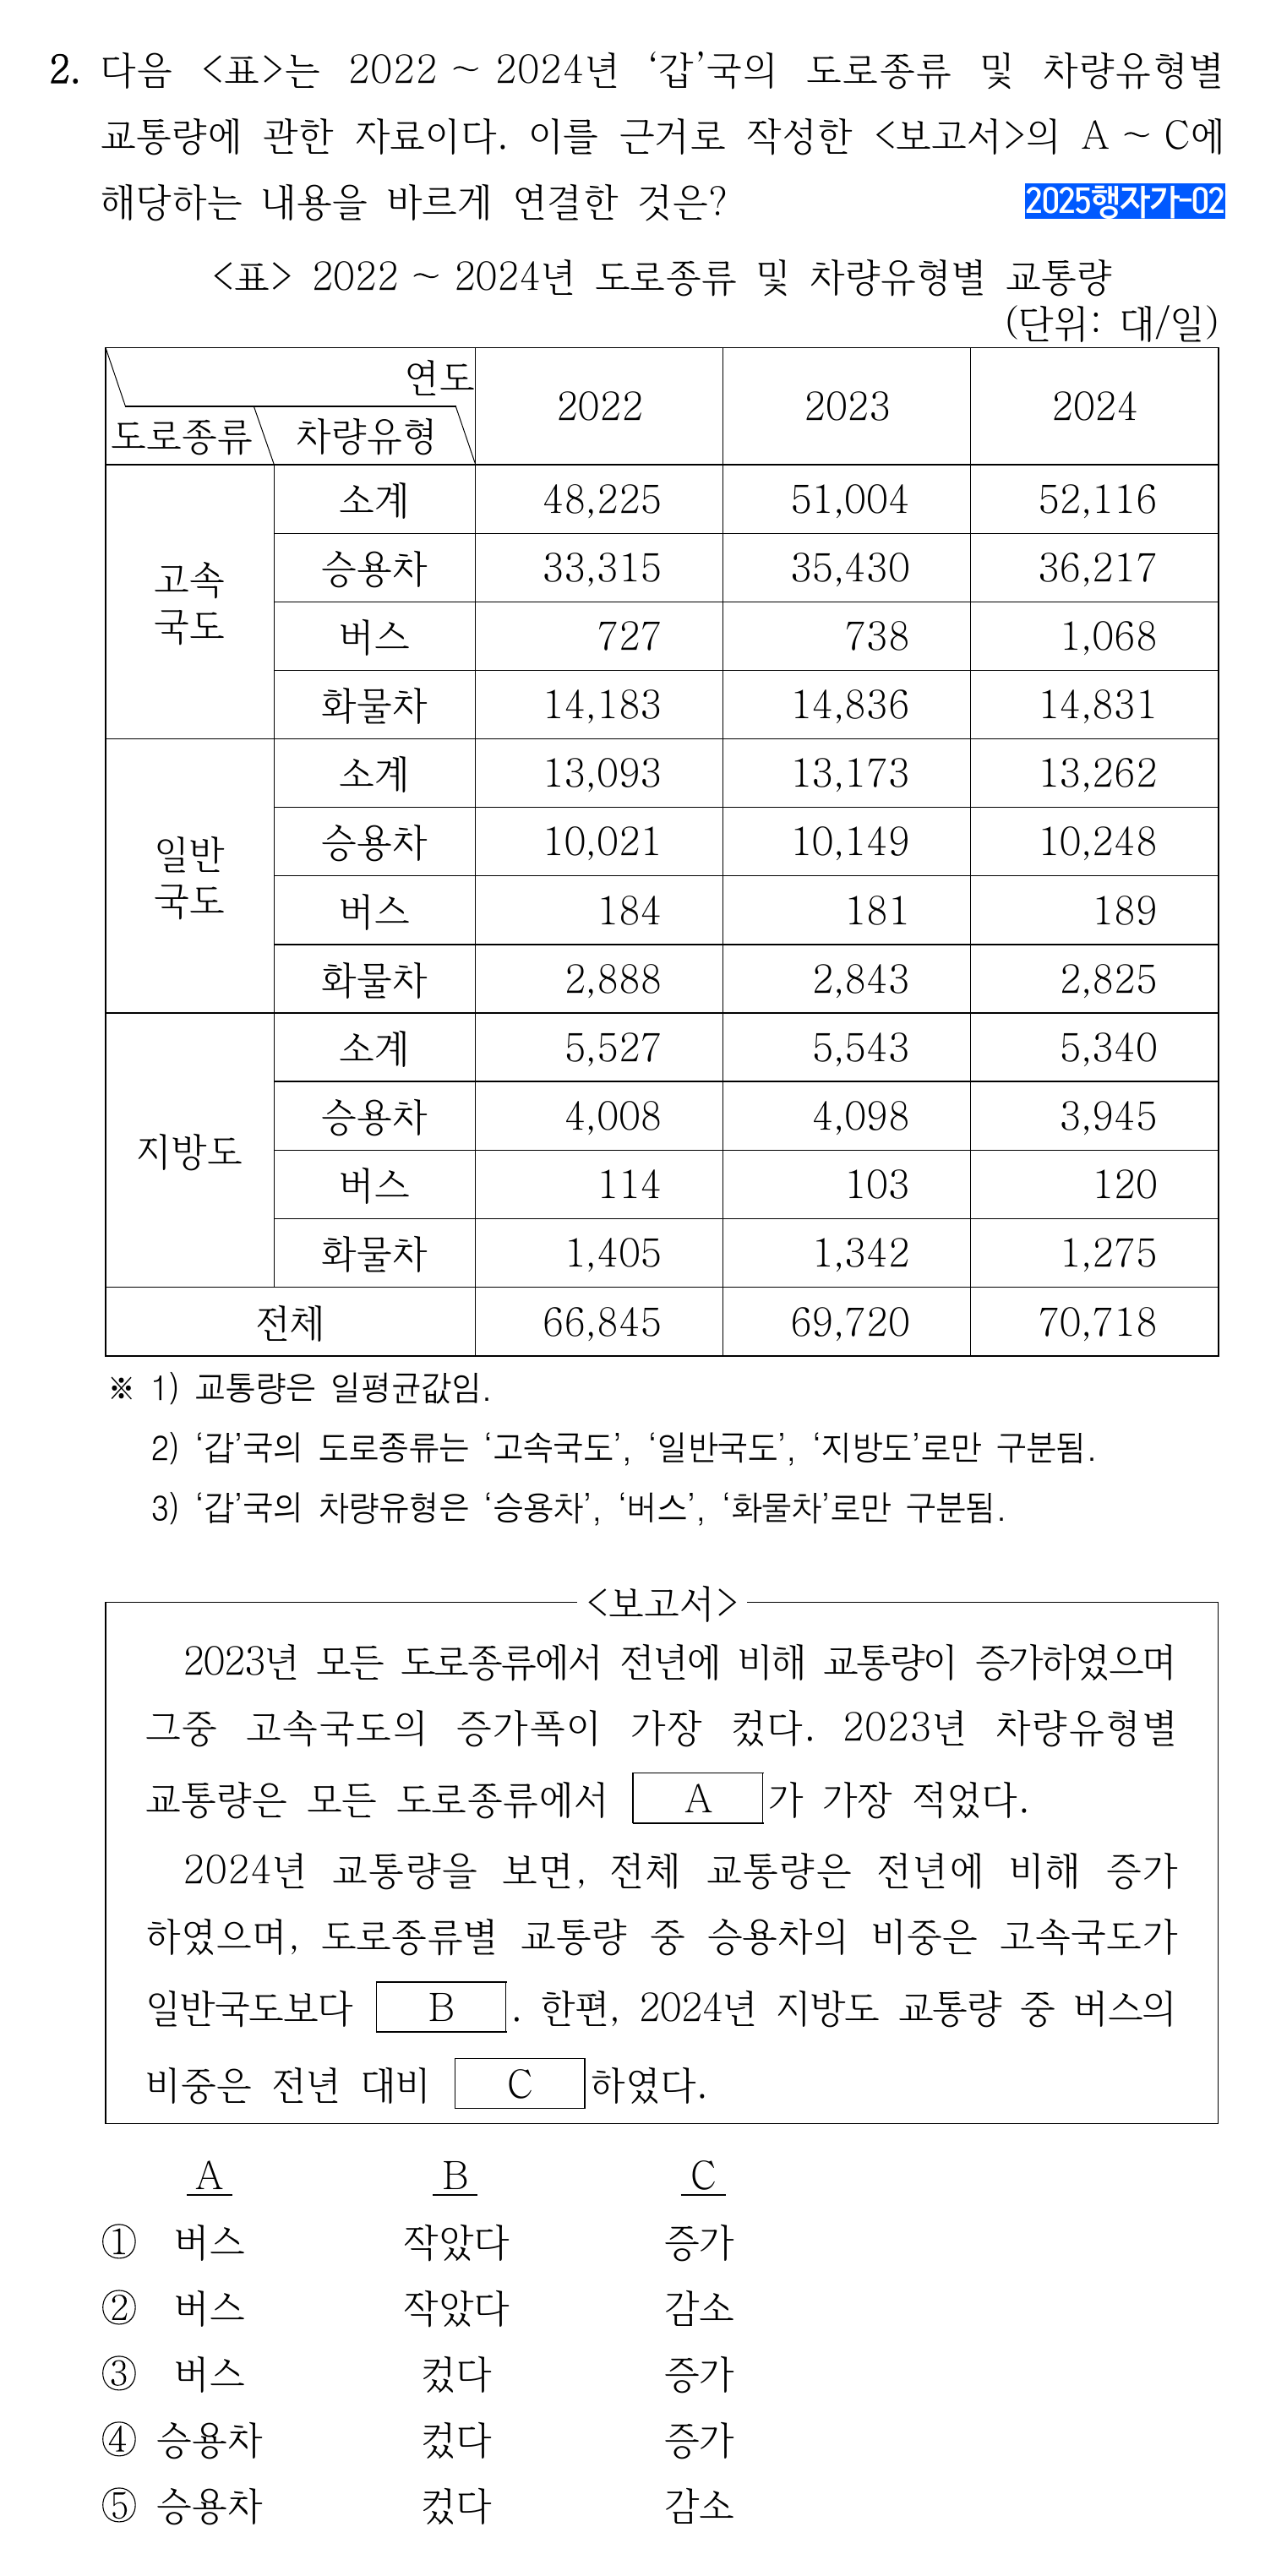 2. 다음 <표>는 2022 ~ 2024년 ‘갑’국의 도로종류 및 차량유형별
교통량에 관한 자료이다. 이를 근거로 작성한 <보고서>의 A ~ C에
해당하는 내용을 바르게 연결한 것은? 2025행자가-02
<표> 2022 ~ 2024년 도로종류 및 차량유형별 교통량
(단위: 대/일)
연도
도로종류 차량유형 2022 2023 2024
고속국도 소계 48,225 51,004 52,116
승용차 33,315 35,430 36,217
버스 727 738 1,068
화물차 14,183 14,836 14,831
일반국도 소계 13,093 13,173 13,262
승용차 10,021 10,149 10,248
버스 184 181 189
화물차 2,888 2,843 2,825
지방도 소계 5,527 5,543 5,340
승용차 4,008 4,098 3,945
버스 114 103 120
화물차 1,405 1,342 1,275
전체 66,845 69,720 70,718
※ 1) 교통량은 일평균값임.
2) ‘갑’국의 도로종류는 ‘고속국도’, ‘일반국도’, ‘지방도’로만 구분됨.
3) ‘갑’국의 차량유형은 ‘승용차’, ‘버스’, ‘화물차’로만 구분됨.
<보고서>
2023년 모든 도로종류에서 전년에 비해 교통량이 증가하였으며
그중 고속국도의 증가폭이 가장 컸다. 2023년 차량유형별
교통량은 모든 도로종류에서 A 가 가장 적었다.
2024년 교통량을 보면, 전체 교통량은 전년에 비해 증가
하였으며, 도로종류별 교통량 중 승용차의 비중은 고속국도가
일반국도보다 B . 한편, 2024년 지방도 교통량 중 버스의
비중은 전년 대비 C 하였다.
A B C
① 버스 작았다 증가
② 버스 작았다 감소
③ 버스 컸다 증가
④ 승용차 컸다 증가
⑤ 승용차 컸다 감소